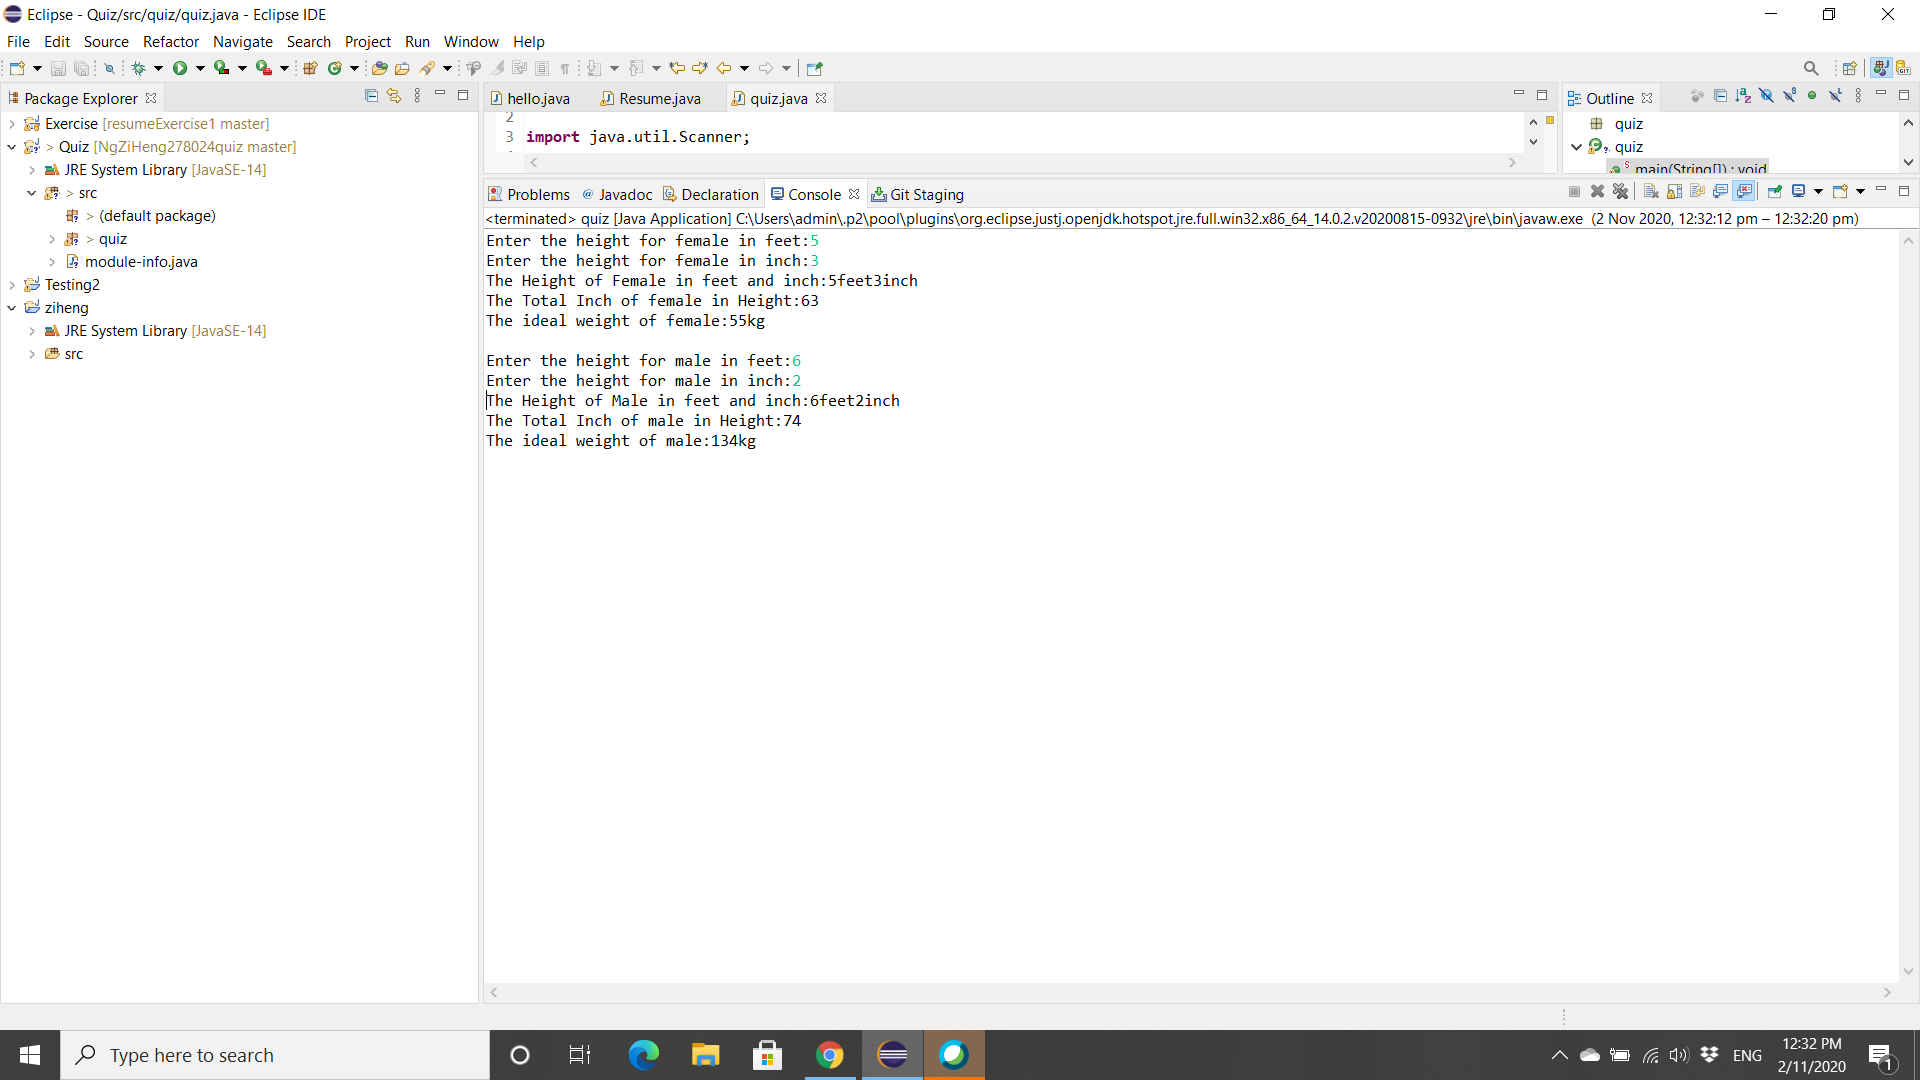 Eclipse - Quiz/src/quiz/quiz.java - Eclipse IDE
File Edit Source Refactor Navigate Search Project Run Window Help
Package Explorer
Exercise [resumeExercise1 master]
> Quiz [NgZiHeng278024quiz master]
JRE System Library [JavaSE-14]
> src
> (default package)
> quiz
module-info.java
Testing2
ziheng
JRE System Library [JavaSE-14]
src
hello.java Resume.java quiz.java
2
3 import java.util.Scanner;
Outline
quiz
quiz
main(String[]) : void
Problems @ Javadoc Declaration Console Git Staging
<terminated> quiz [Java Application] C:\Users\admin\.p2\pool\plugins\org.eclipse.justj.openjdk.hotspot.jre.full.win32.x86_64_14.0.2.v20200815-0932\jre\bin\javaw.exe (2 Nov 2020, 12:32:12 pm – 12:32:20 pm)
Enter the height for female in feet:5
Enter the height for female in inch:3
The Height of Female in feet and inch:5feet3inch
The Total Inch of female in Height:63
The ideal weight of female:55kg
Enter the height for male in feet:6
Enter the height for male in inch:2
The Height of Male in feet and inch:6feet2inch
The Total Inch of male in Height:74
The ideal weight of male:134kg
Type here to search
ENG
12:32 PM
2/11/2020
1